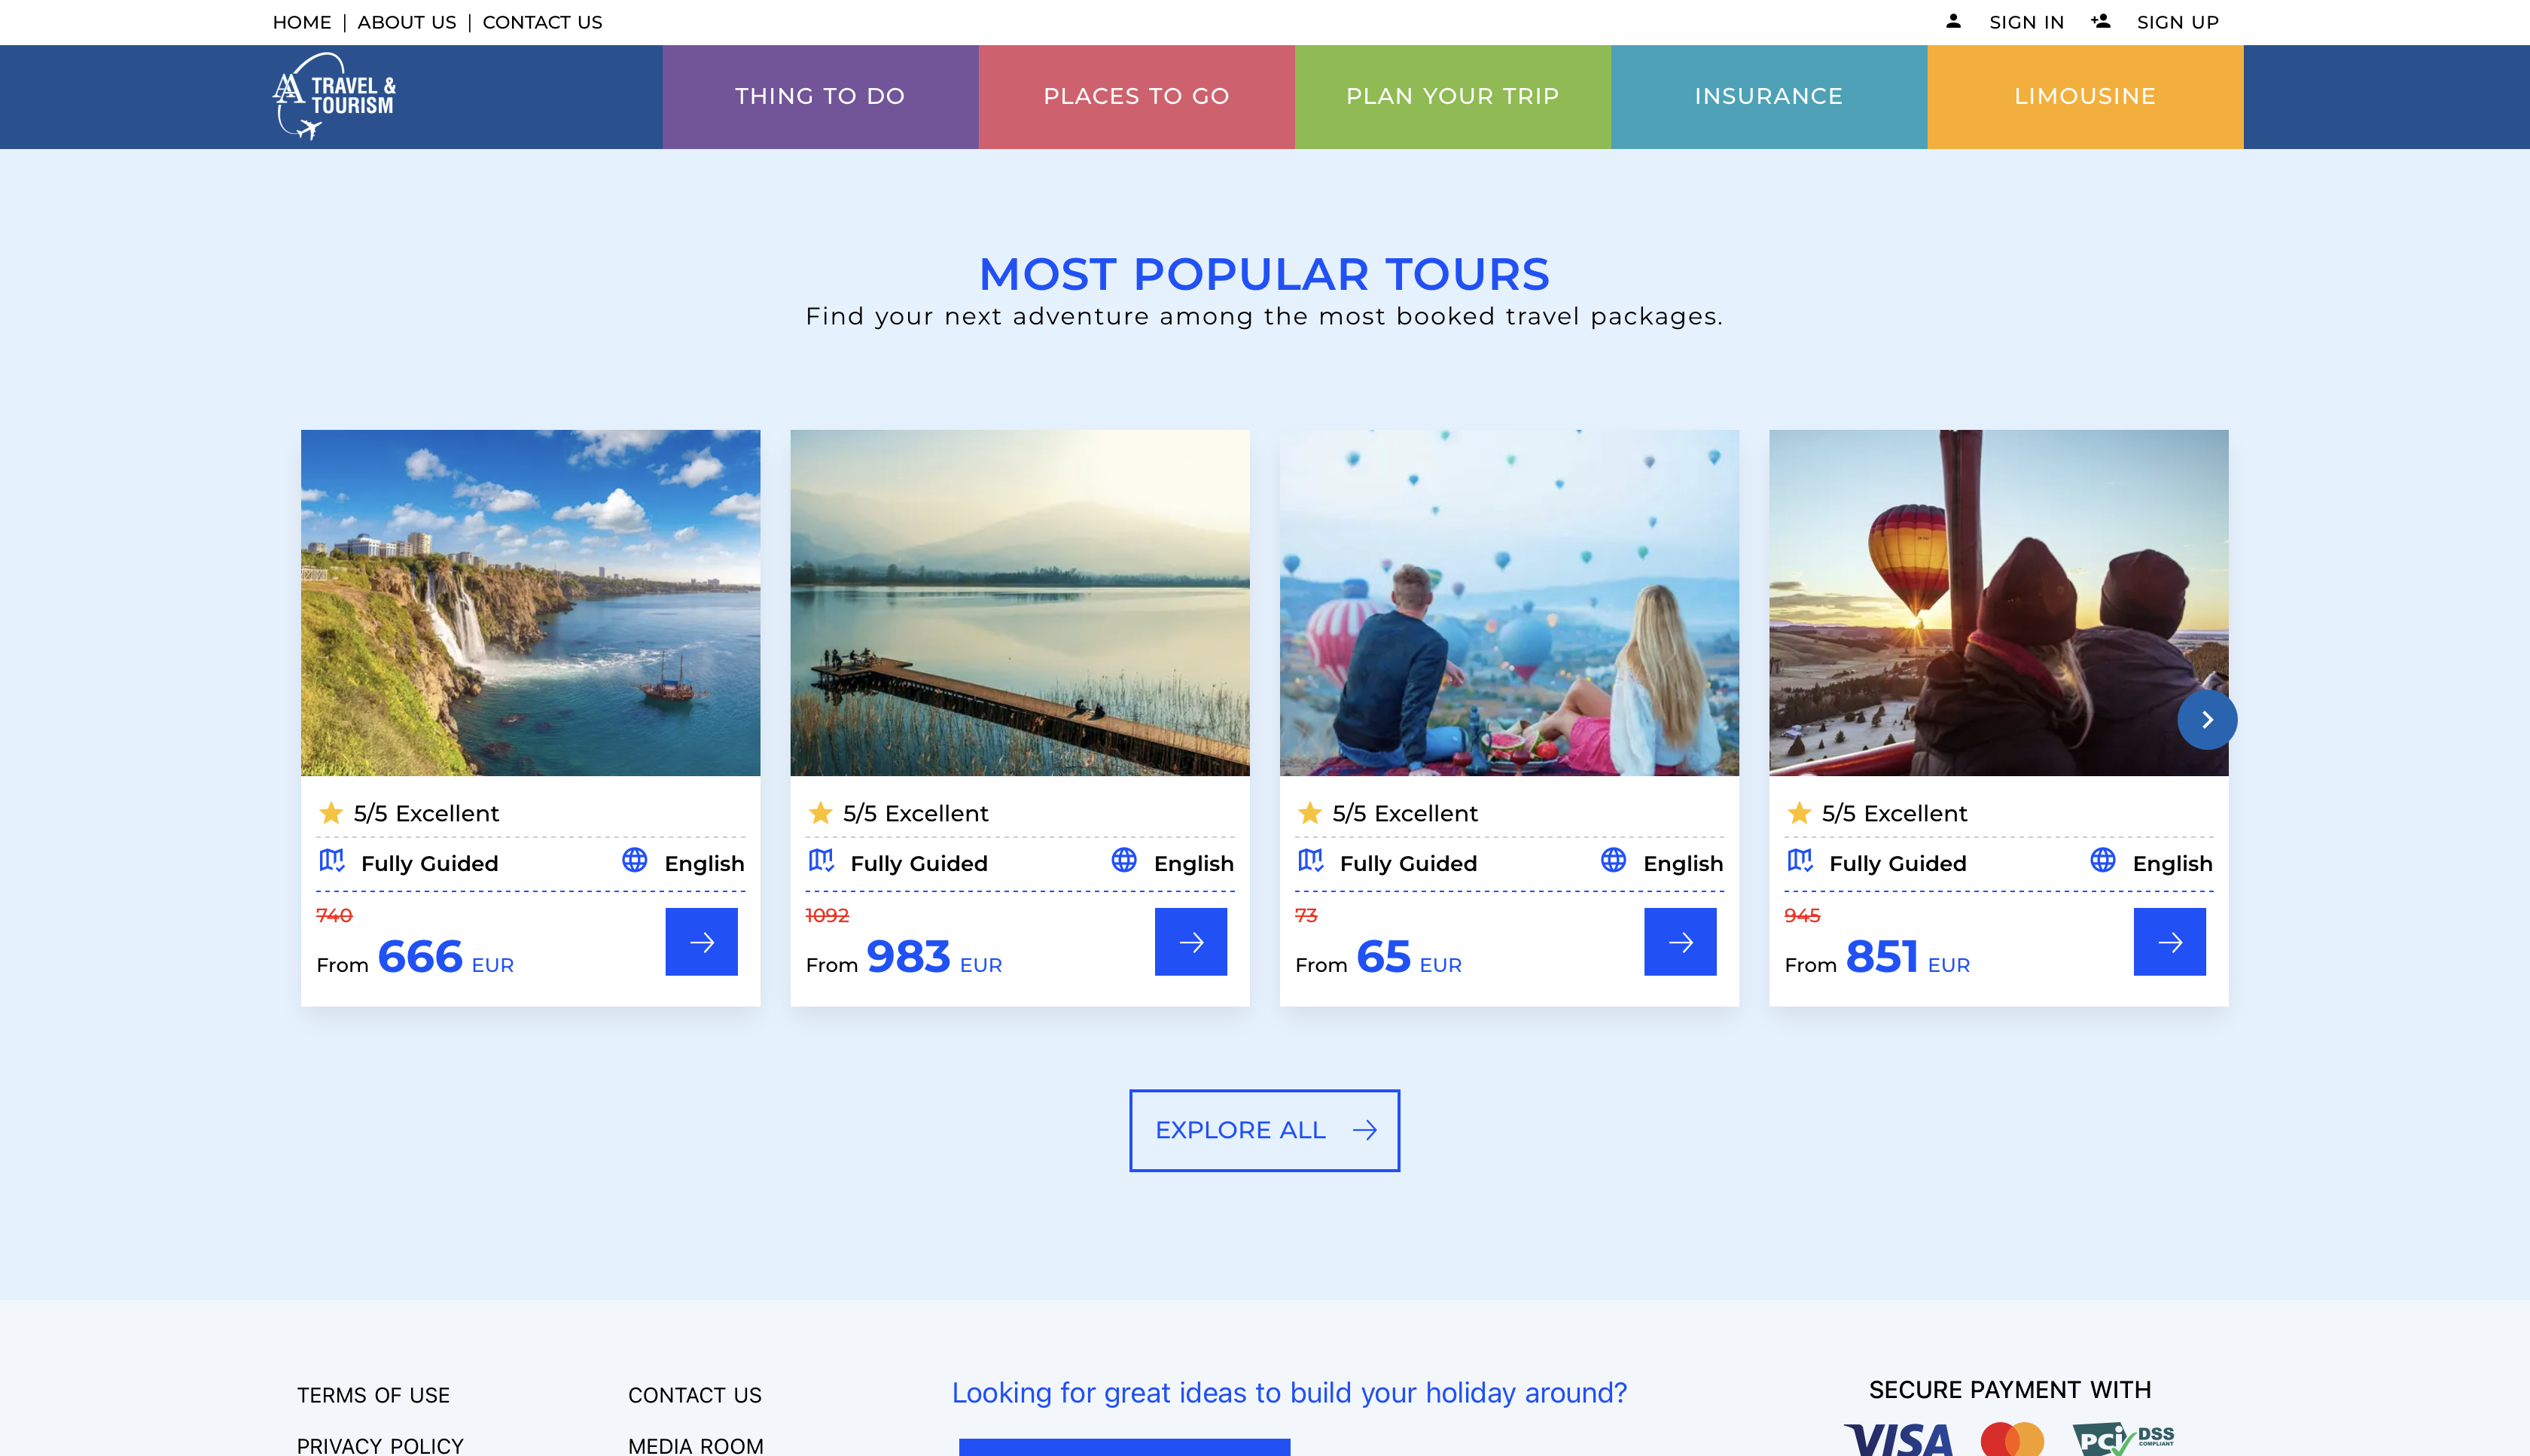 HOME | ABOUT US | CONTACT US
SIGN IN SIGN UP
TRAVEL &
TOURISM
THING TO DO
PLACES TO GO
PLAN YOUR TRIP
INSURANCE
LIMOUSINE
MOST POPULAR TOURS
Find your next adventure among the most booked travel packages.
5/5 Excellent
Fully Guided English
740
From 666 EUR
5/5 Excellent
Fully Guided English
1092
From 983 EUR
5/5 Excellent
Fully Guided English
73
From 65 EUR
5/5 Excellent
Fully Guided English
945
From 851 EUR
EXPLORE ALL
TERMS OF USE
PRIVACY POLICY
CONTACT US
MEDIA ROOM
Looking for great ideas to build your holiday around?
SECURE PAYMENT WITH
VISA
PCi DSS
COMPLIANT